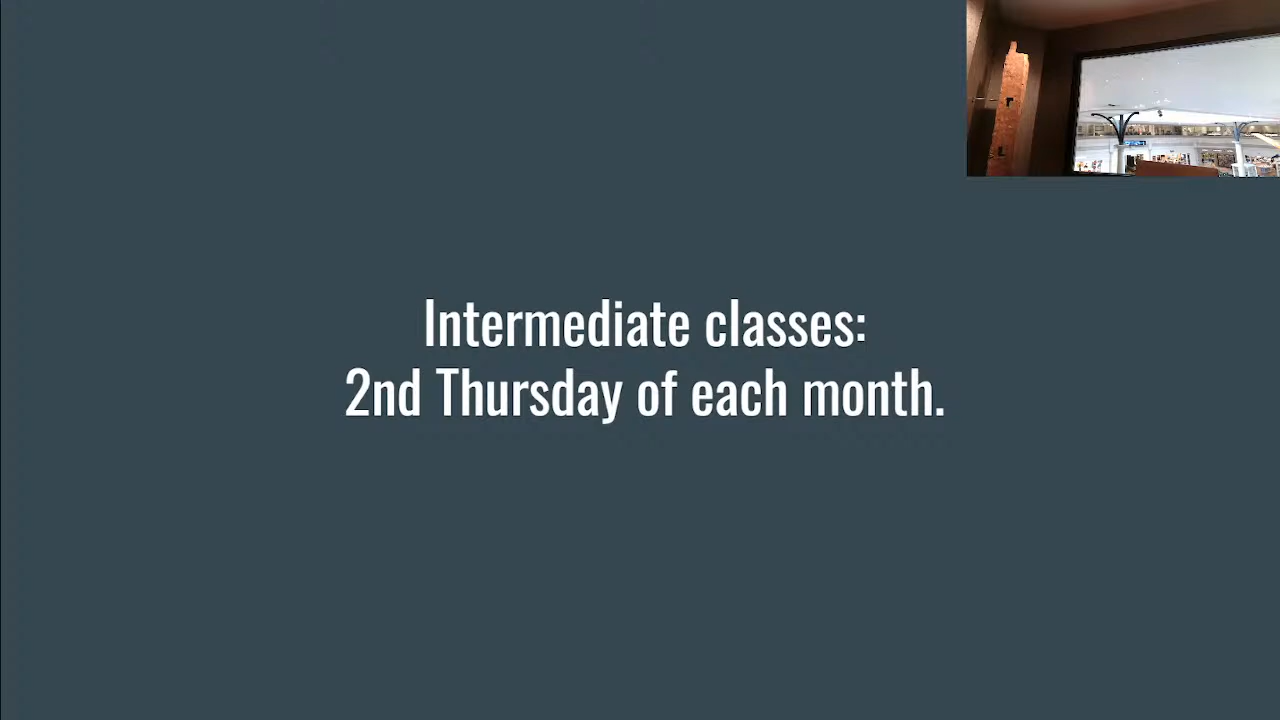 Intermediate classes:
2nd Thursday of each month.